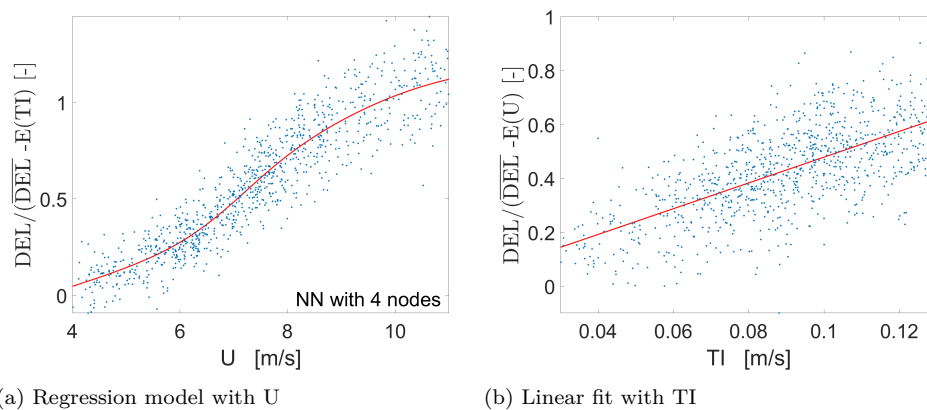 DEL/(DEL -E(TI) [-]
1
0.5
0
4 6 8 10
NN with 4 nodes
U [m/s]
(a) Regression model with U
DEL/(DEL -E(U) [-]
1
0.8
0.6
0.4
0.2
0
0.04 0.06 0.08 0.1 0.12
TI [m/s]
(b) Linear fit with TI